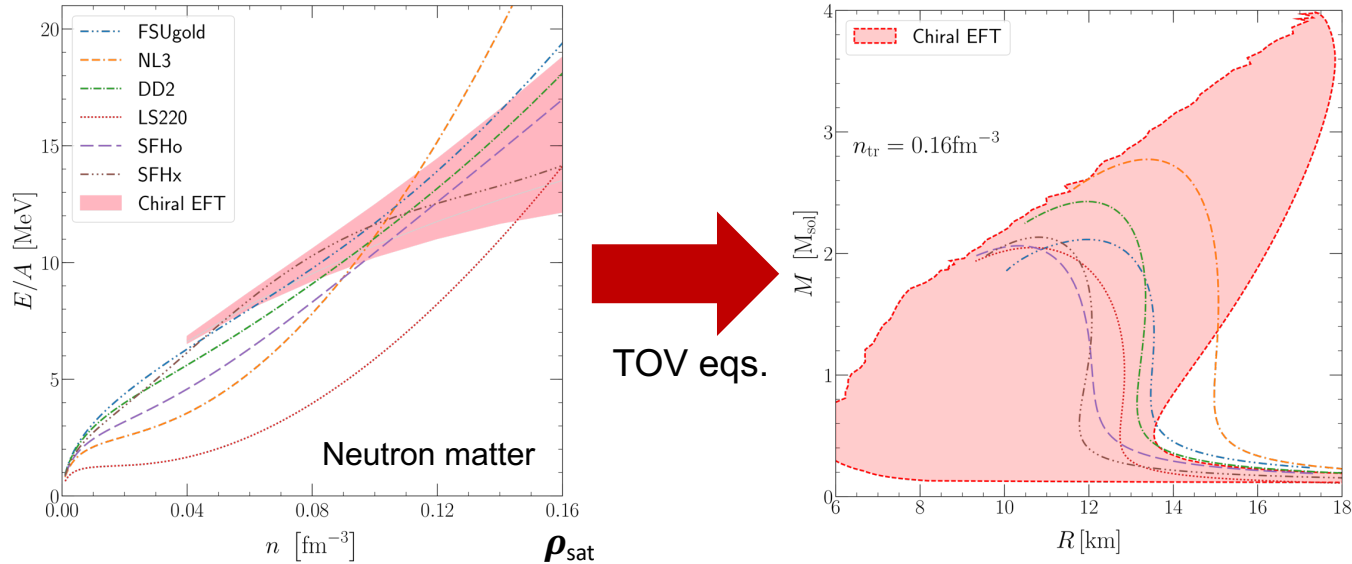 FSUgold
NL3
DD2
LS220
SFHo
SFHx
Chiral EFT
20
15
10
5
0
E/A [MeV]
0.00
0.04
0.08
0.12
0.16
n [fm⁻³]
Neutron matter
ρsat
TOV eqs.
Chiral EFT
n_tr = 0.16fm⁻³
4
3
2
1
0
M [M_sol]
6
8
10
12
14
16
18
R [km]